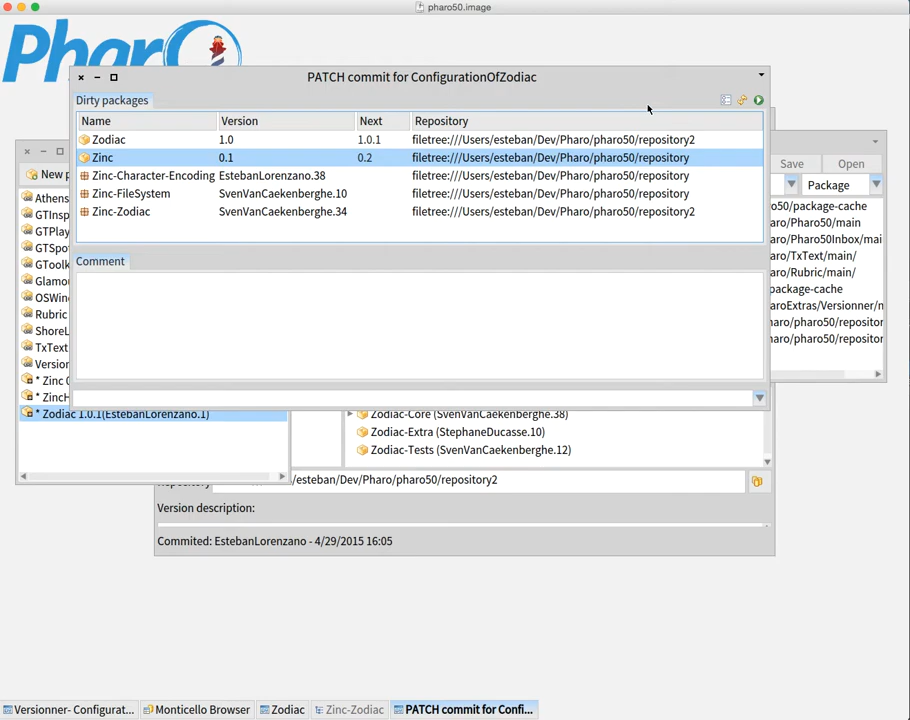 pharo50.image
Phar
PATCH commit for ConfigurationOfZodiac
Dirty packages
Name Version Next Repository
Zodiac 1.0 1.0.1 filetree:///Users/esteban/Dev/Pharo/pharo50/repository2
Zinc 0.1 0.2 filetree:///Users/esteban/Dev/Pharo/pharo50/repository
Zinc-Character-Encoding EstebanLorenzano.38 filetree:///Users/esteban/Dev/Pharo/pharo50/repository
Zinc-FileSystem SvenVanCaekenberghe.10 filetree:///Users/esteban/Dev/Pharo/pharo50/repository
Zinc-Zodiac SvenVanCaekenberghe.34 filetree:///Users/esteban/Dev/Pharo/pharo50/repository2
Comment
New p
Athens
GTInsp
GTPlay
GTSpo
GToolk
Glamou
OSWin
Rubric
ShoreL
TxText
Version
* Zinc
* ZincH
* Zodiac 1.0.1(EstebanLorenzano.1)
Save Open
Package
o50/package-cache
aro/Pharo50/main
aro/Pharo50Inbox/mai
aro/TxText/main/
aro/Rubric/main/
package-cache
aroExtras/Versionner/m
haro/pharo50/repositor
haro/pharo50/repositor
Zodiac-Core (SvenVanCaekenberghe.38)
Zodiac-Extra (StephaneDucasse.10)
Zodiac-Tests (SvenVanCaekenberghe.12)
/esteban/Dev/Pharo/pharo50/repository2
Version description:
Commited: EstebanLorenzano - 4/29/2015 16:05
Versionner- Configurat... Monticello Browser Zodiac Zinc-Zodiac PATCH commit for Confi...